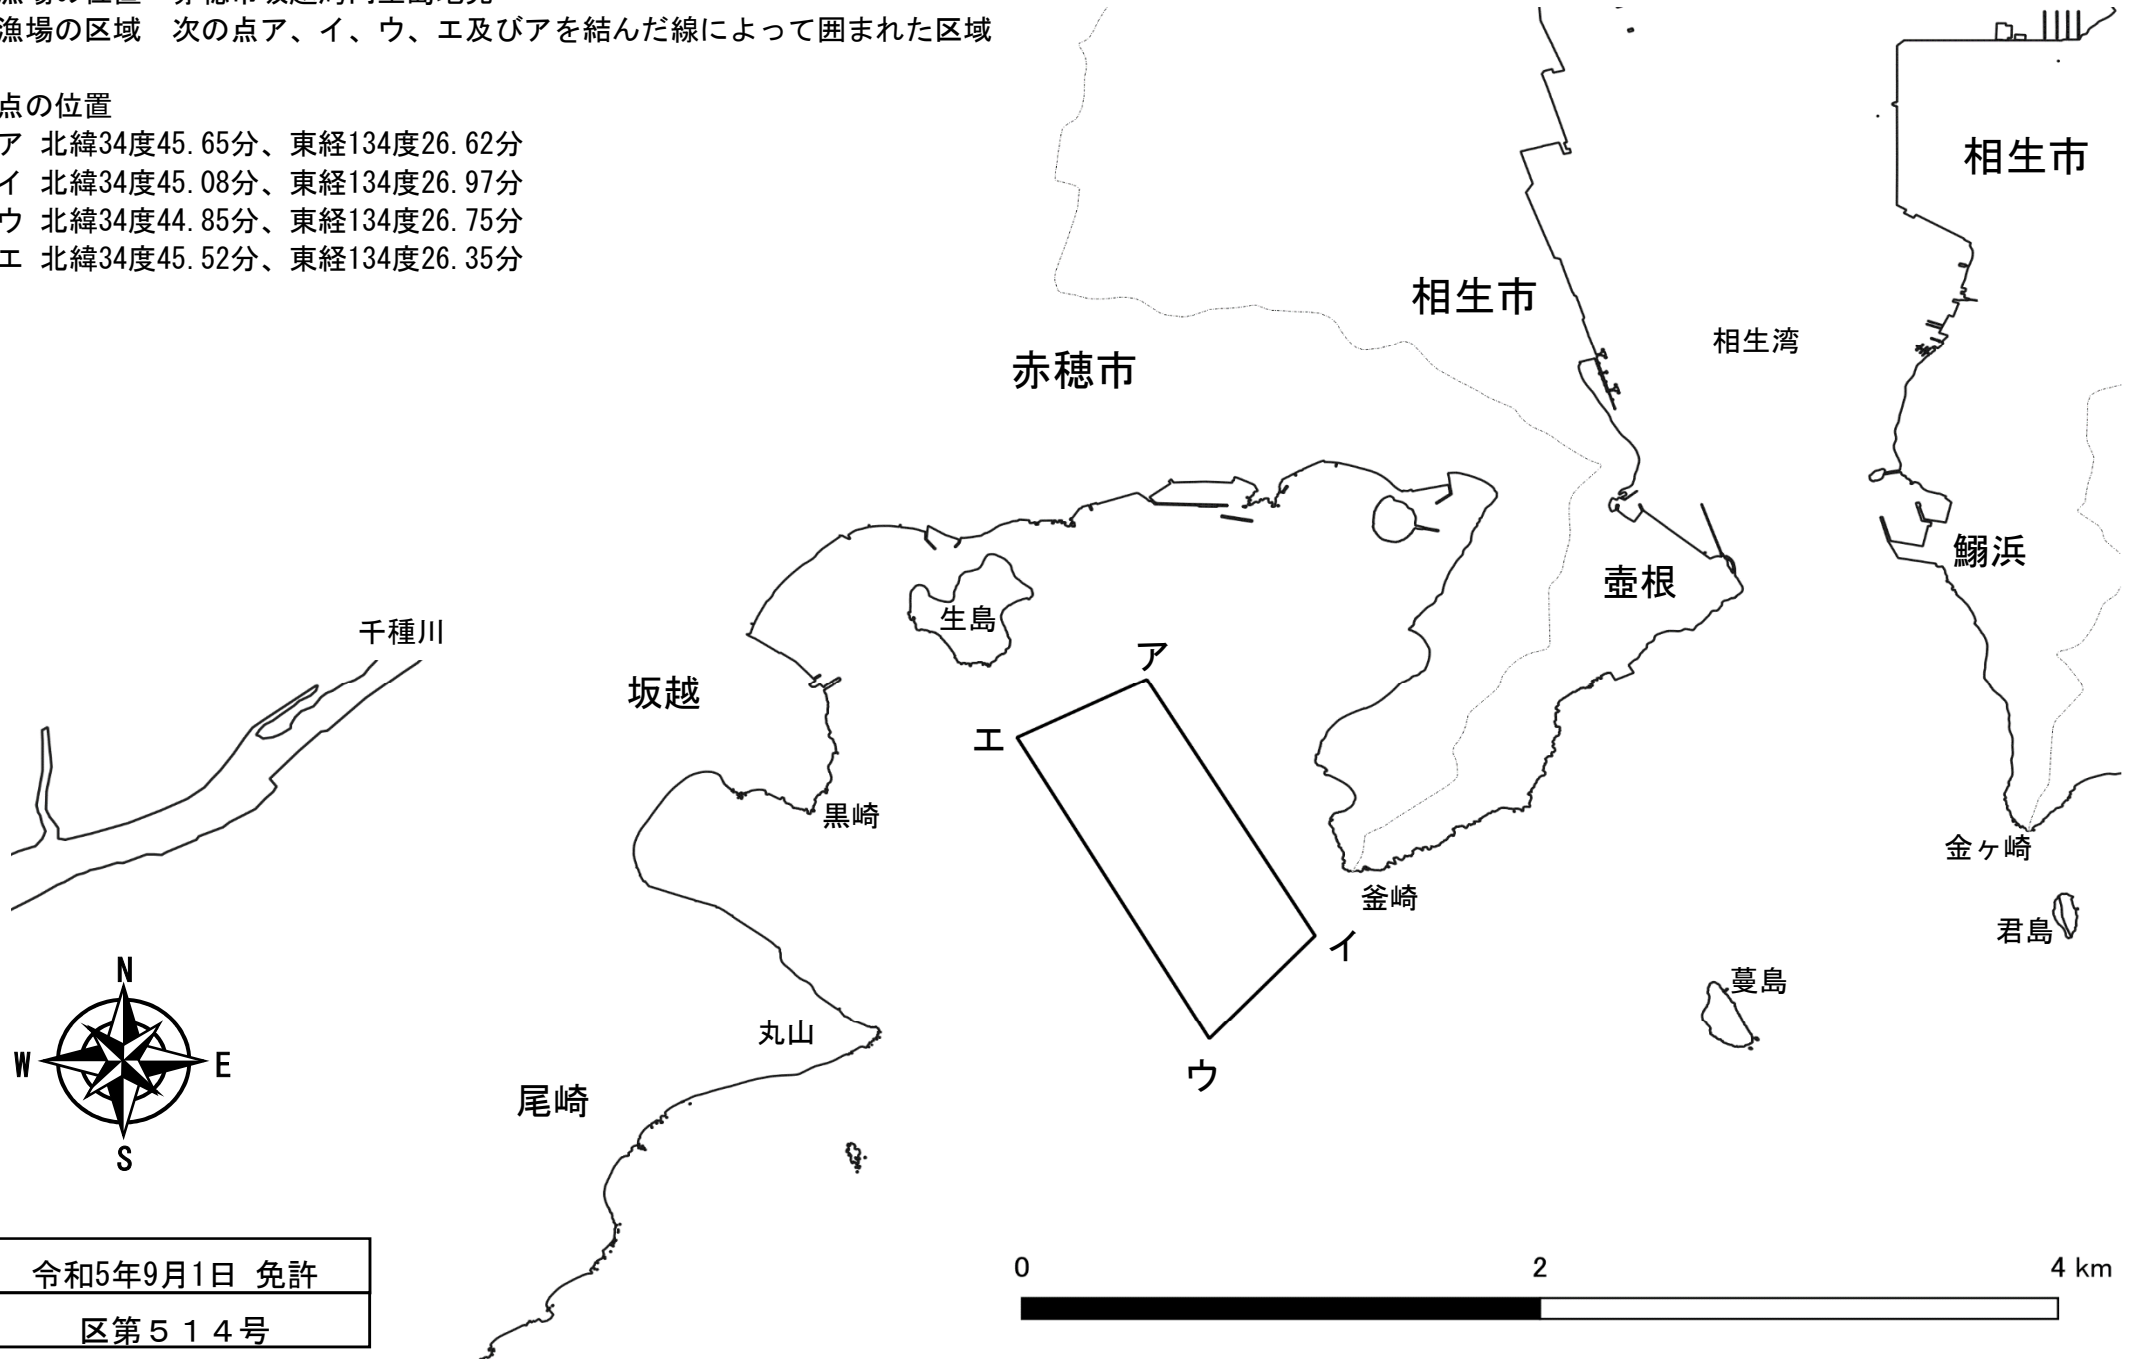 漁場の区域　次の点ア、イ、ウ、エ及びアを結んだ線によって囲まれた区域
点の位置
ア 北緯34度45.65分、東経134度26.62分
イ 北緯34度45.08分、東経134度26.97分
ウ 北緯34度44.85分、東経134度26.75分
エ 北緯34度45.52分、東経134度26.35分
相生市
相生市
相生湾
赤穂市
鰯浜
壺根
生島
千種川
ア
坂越
エ
黒崎
金ヶ崎
釜崎
君島
イ
蔓島
丸山
ウ
尾崎
N
W
E
S
0
2
4 km
令和5年9月1日 免許
区第５１４号